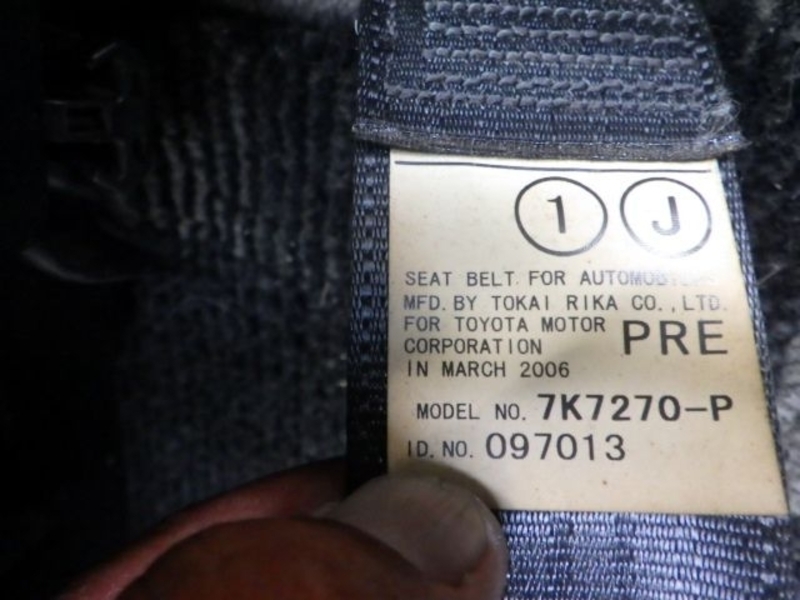 1 J
SEAT BELT FOR AUTOMOBILES
MFD. BY TOKAI RIKA CO., LTD.
FOR TOYOTA MOTOR
CORPORATION PRE
IN MARCH 2006
MODEL NO. 7K7270-P
ID. NO. 097013